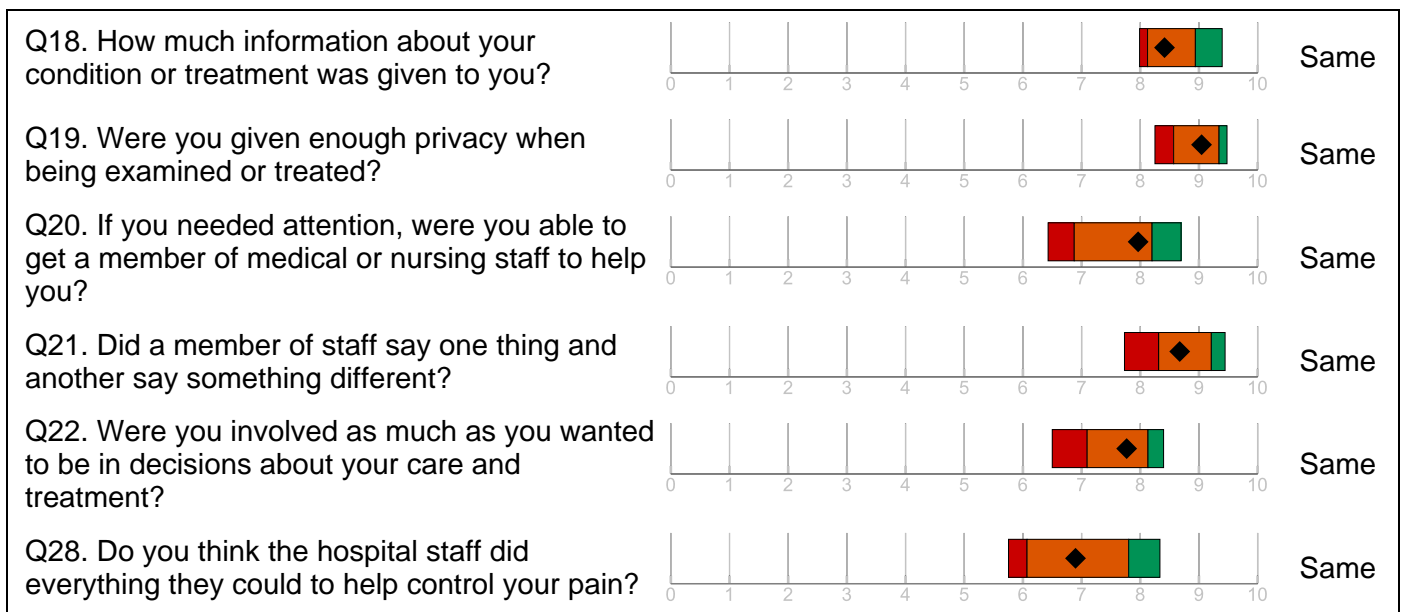 Q18. How much information about your
condition or treatment was given to you?
0 1 2 3 4 5 6 7 8 9 10
Same
Q19. Were you given enough privacy when
being examined or treated?
0 1 2 3 4 5 6 7 8 9 10
Same
Q20. If you needed attention, were you able to
get a member of medical or nursing staff to help
you?
0 1 2 3 4 5 6 7 8 9 10
Same
Q21. Did a member of staff say one thing and
another say something different?
0 1 2 3 4 5 6 7 8 9 10
Same
Q22. Were you involved as much as you wanted
to be in decisions about your care and
treatment?
0 1 2 3 4 5 6 7 8 9 10
Same
Q28. Do you think the hospital staff did
everything they could to help control your pain?
0 1 2 3 4 5 6 7 8 9 10
Same